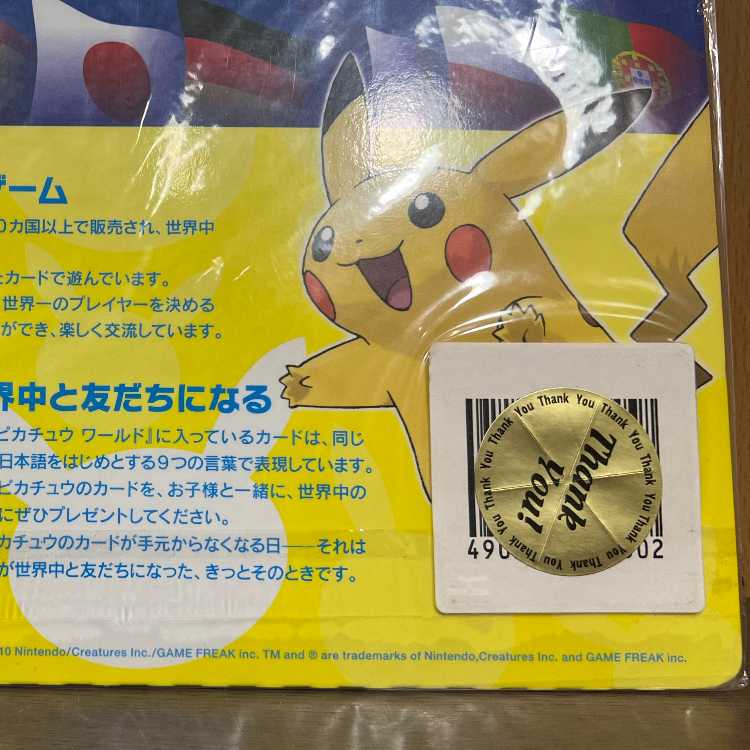 ゲーム
0カ国以上で販売され、世界中
カードで遊んでいます。
世界一のプレイヤーを決める
ができ、楽しく交流しています。
界中と友だちになる
ピカチュウ ワールド』に入っているカードは、同じ
日本語をはじめとする9つの言葉で表現しています。
ピカチュウのカードを、お子様と一緒に、世界中の
にぜひプレゼントしてください。
カチュウのカードが手元からなくなる日――それは
が世界中と友だちになった、きっとそのときです。
Thank You Thank You Thank You Thank You Thank You Thank You Thank You
Thank
You!
490
02
10 Nintendo/Creatures Inc./GAME FREAK inc. TM and ® are trademarks of Nintendo,Creatures Inc. and GAME FREAK inc.